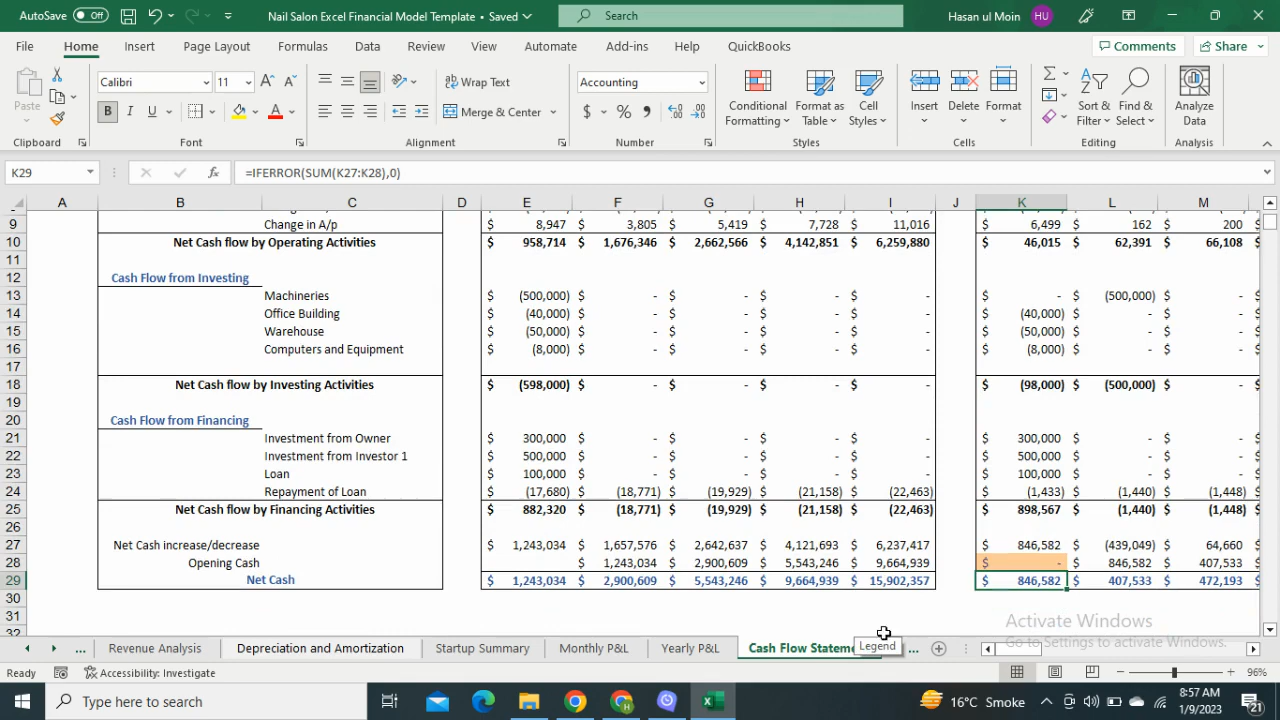 AutoSave Off Nail Salon Excel Financial Model Template • Saved Search Hasan ul Moin HU
File Home Insert Page Layout Formulas Data Review View Automate Add-ins Help QuickBooks Comments Share
Paste Calibri 11 A A Wrap Text Accounting Conditional Formatting Format as Table Cell Styles Insert Delete Format Sort & Filter Find & Select Analyze Data
B I U A Merge & Center $ %
Clipboard Font Alignment Number Styles Cells Editing Analysis
K29 fx =IFERROR(SUM(K27:K28),0)
A B C D E F G H I J K L M
9 Change in A/p $ 8,947 $ 3,805 $ 5,419 $ 7,728 $ 11,016 $ 6,499 $ 162 $ 200 $
10 Net Cash flow by Operating Activities $ 958,714 $ 1,676,346 $ 2,662,566 $ 4,142,851 $ 6,259,880 $ 46,015 $ 62,391 $ 66,108 $
11
12 Cash Flow from Investing
13 Machineries $ (500,000) $ - $ - $ - $ - $ - $ (500,000) $ - $
14 Office Building $ (40,000) $ - $ - $ - $ - $ (40,000) $ - $ - $
15 Warehouse $ (50,000) $ - $ - $ - $ - $ (50,000) $ - $ - $
16 Computers and Equipment $ (8,000) $ - $ - $ - $ - $ (8,000) $ - $ - $
17
18 Net Cash flow by Investing Activities $ (598,000) $ - $ - $ - $ - $ (98,000) $ (500,000) $ - $
19
20 Cash Flow from Financing
21 Investment from Owner $ 300,000 $ - $ - $ - $ - $ 300,000 $ - $ - $
22 Investment from Investor 1 $ 500,000 $ - $ - $ - $ - $ 500,000 $ - $ - $
23 Loan $ 100,000 $ - $ - $ - $ - $ 100,000 $ - $ - $
24 Repayment of Loan $ (17,680) $ (18,771) $ (19,929) $ (21,158) $ (22,463) $ (1,433) $ (1,440) $ (1,448) $
25 Net Cash flow by Financing Activities $ 882,320 $ (18,771) $ (19,929) $ (21,158) $ (22,463) $ 898,567 $ (1,440) $ (1,448) $
26
27 Net Cash increase/decrease $ 1,243,034 $ 1,657,576 $ 2,642,637 $ 4,121,693 $ 6,237,417 $ 846,582 $ (439,049) $ 64,660 $
28 Opening Cash $ 1,243,034 $ 2,900,609 $ 5,543,246 $ 9,664,939 $ - $ 846,582 $ 407,533 $
29 Net Cash $ 1,243,034 $ 2,900,609 $ 5,543,246 $ 9,664,939 $ 15,902,357 $ 846,582 $ 407,533 $ 472,193 $
30
31
32
Activate Windows
Go to Settings to activate Windows.
... Revenue Analysis Depreciation and Amortization Startup Summary Monthly P&L Yearly P&L Cash Flow Stateme Legend ...
Ready Accessibility: Investigate 96%
Type here to search 16°C Smoke 8:57 AM
1/9/2023 21